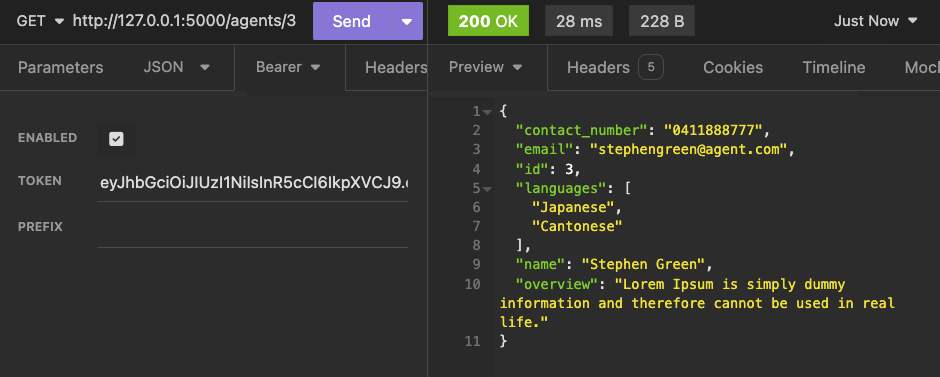 GET http://127.0.0.1:5000/agents/3 Send 200 OK 28 ms 228 B Just Now
Parameters JSON Bearer Headers Preview Headers 5 Cookies Timeline Mock
ENABLED
TOKEN eyJhbGciOiJIUzI1NiIsInR5cCI6IkpXVCJ9.
PREFIX
1 {
2 "contact_number": "0411888777",
3 "email": "stephengreen@agent.com",
4 "id": 3,
5 "languages": [
6 "Japanese",
7 "Cantonese"
8 ],
9 "name": "Stephen Green",
10 "overview": "Lorem Ipsum is simply dummy
information and therefore cannot be used in real
life."
11 }